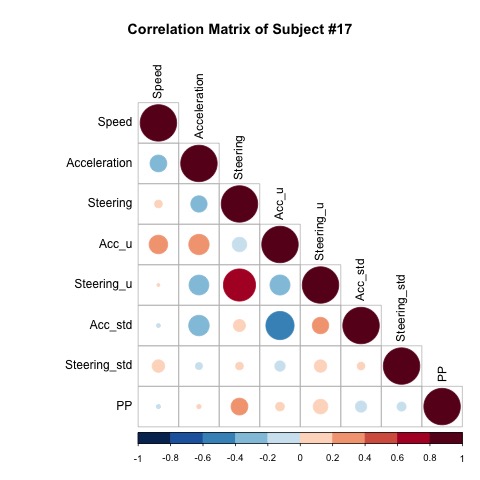 Correlation Matrix of Subject #17
Speed
Acceleration
Steering
Acc_u
Steering_u
Acc_std
Steering_std
PP
Speed
Acceleration
Steering
Acc_u
Steering_u
Acc_std
Steering_std
PP
-1 -0.8 -0.6 -0.4 -0.2 0 0.2 0.4 0.6 0.8 1